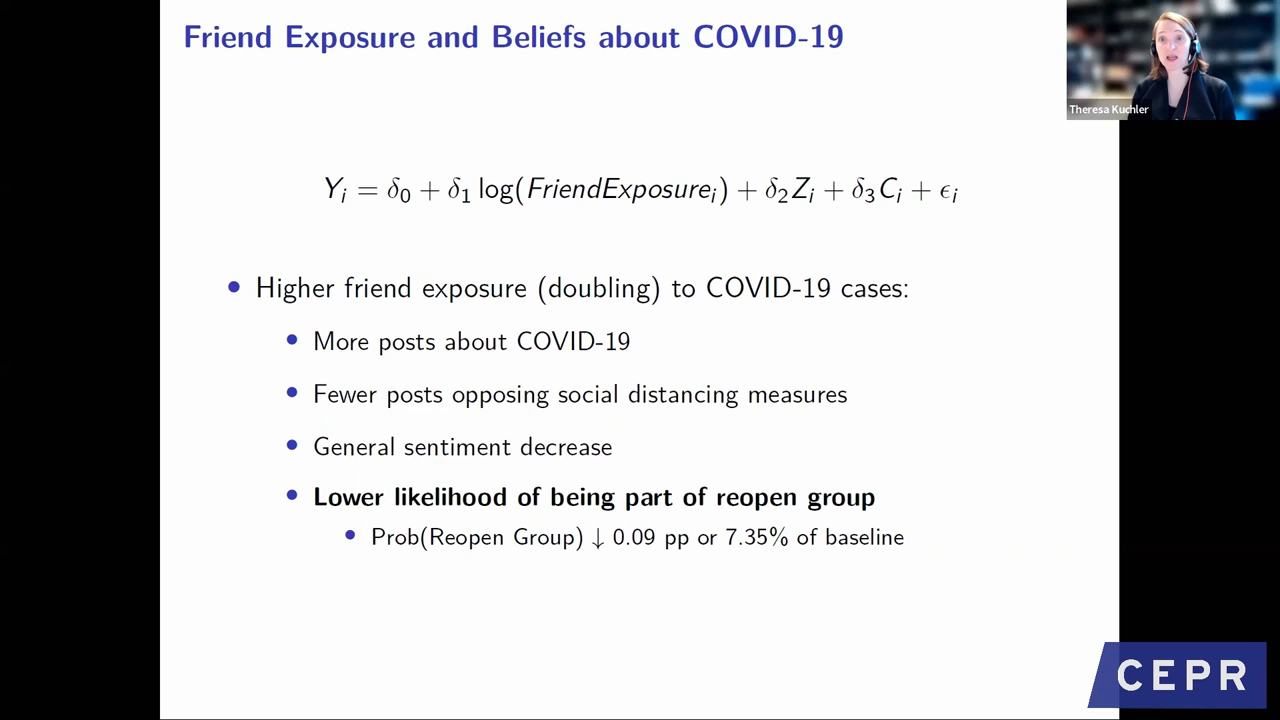 Friend Exposure and Beliefs about COVID-19
Theresa Kuchler
Y_i = δ_0 + δ_1 log(FriendExposure_i) + δ_2 Z_i + δ_3 C_i + ϵ_i
• Higher friend exposure (doubling) to COVID-19 cases:
• More posts about COVID-19
• Fewer posts opposing social distancing measures
• General sentiment decrease
• Lower likelihood of being part of reopen group
• Prob(Reopen Group) ↓ 0.09 pp or 7.35% of baseline
CEPR